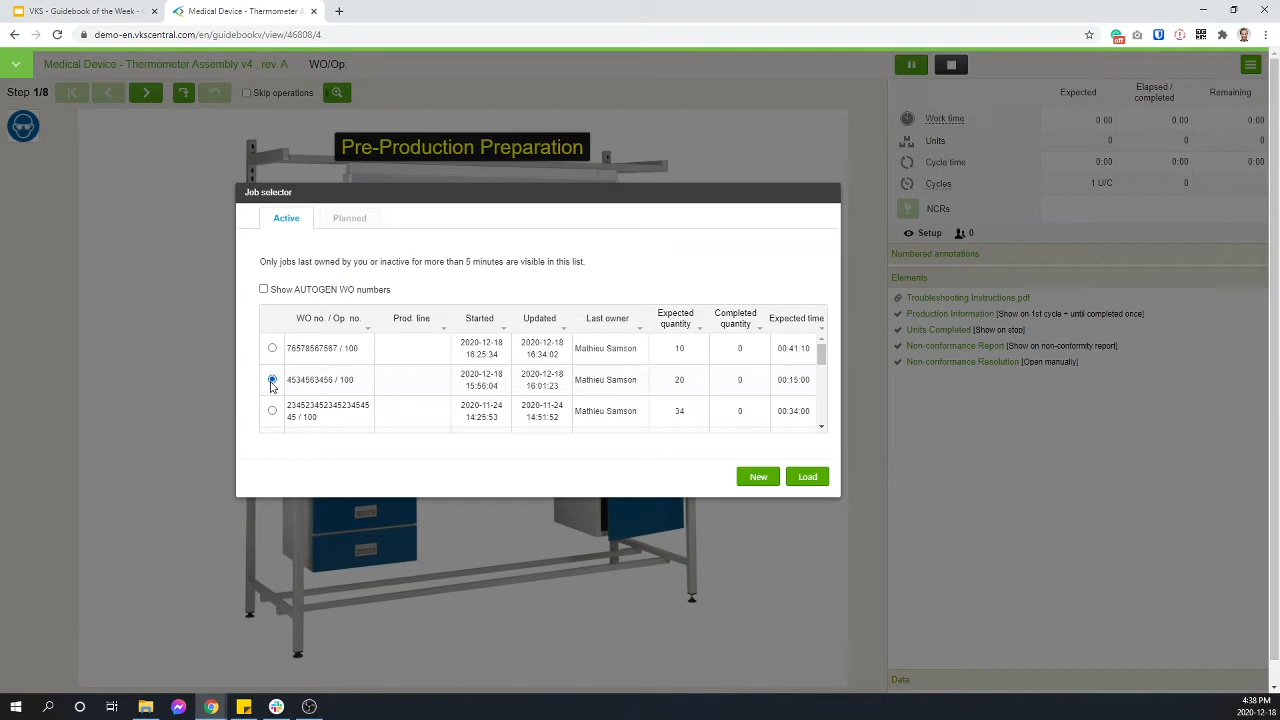 VKS - Guidebook of the Week -
Medical Device - Thermometer A
demo-en.vkscentral.com/en/guidebookv/view/46808/4
Medical Device - Thermometer Assembly v4 , rev. A
WO/Op:
Step 1/8
Skip operations
Pre-Production Preparation
Job selector
Active
Planned
Only jobs last owned by you or inactive for more than 5 minutes are visible in this list.
Show AUTOGEN WO numbers
WO no. / Op. no. Prod. line Started Updated Last owner Expected quantity Completed quantity Expected time
76578567567 / 100 2020-12-18 16:25:34 2020-12-18 16:34:02 Mathieu Samson 10 0 00:41:10
4534563456 / 100 2020-12-18 15:56:04 2020-12-18 16:01:23 Mathieu Samson 20 0 00:15:00
234523452345234545 45 / 100 2020-11-24 14:25:53 2020-11-24 14:51:52 Mathieu Samson 34 0 00:34:00
New
Load
Expected Elapsed / completed Remaining
Work time 0:00 0:00 0:00
Units 0 0 0
Cycle time 0:00 0:00 0:00
Cycles 1 U/C 0
NCRs
Setup 0
Numbered annotations
Elements
Troubleshooting Instructions.pdf
Production Information [Show on 1st cycle + until completed once]
Units Completed [Show on stop]
Non-conformance Report [Show on non-conformity report]
Non-conformance Resolution [Open manually]
Data
4:38 PM
2020-12-18